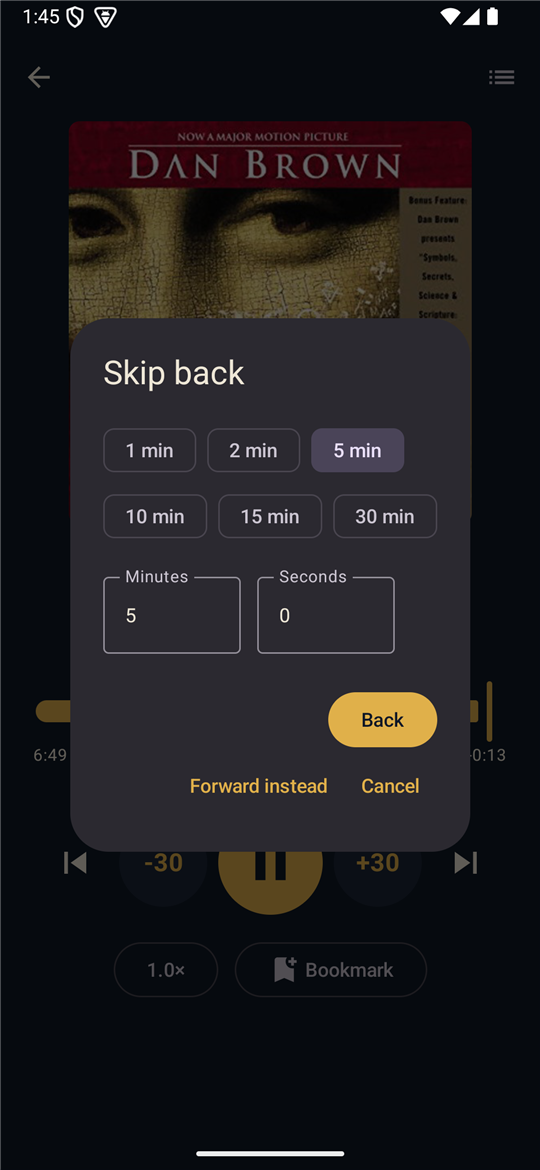 1:45
NOW A MAJOR MOTION PICTURE
DAN BROWN
Bonus Feature:
Dan Brown
presents
"Symbols,
Secrets,
Science &
Scripture:
Skip back
1 min
2 min
5 min
10 min
15 min
30 min
Minutes
Seconds
5
0
Back
6:49
-0:13
Forward instead
Cancel
-30
+30
1.0×
Bookmark